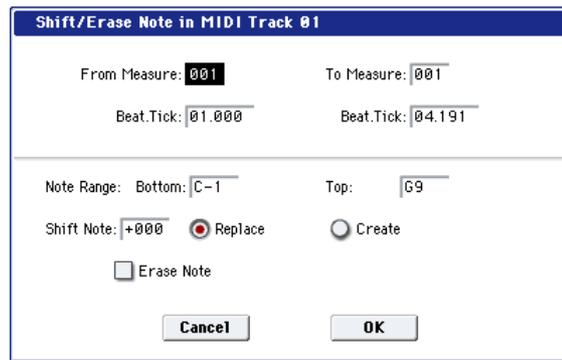 Shift/Erase Note in MIDI Track 01
From Measure: 001 To Measure: 001
Beat.Tick: 01.000 Beat.Tick: 04.191
Note Range: Bottom: C-1 Top: G9
Shift Note: +000 Replace Create
Erase Note
Cancel OK